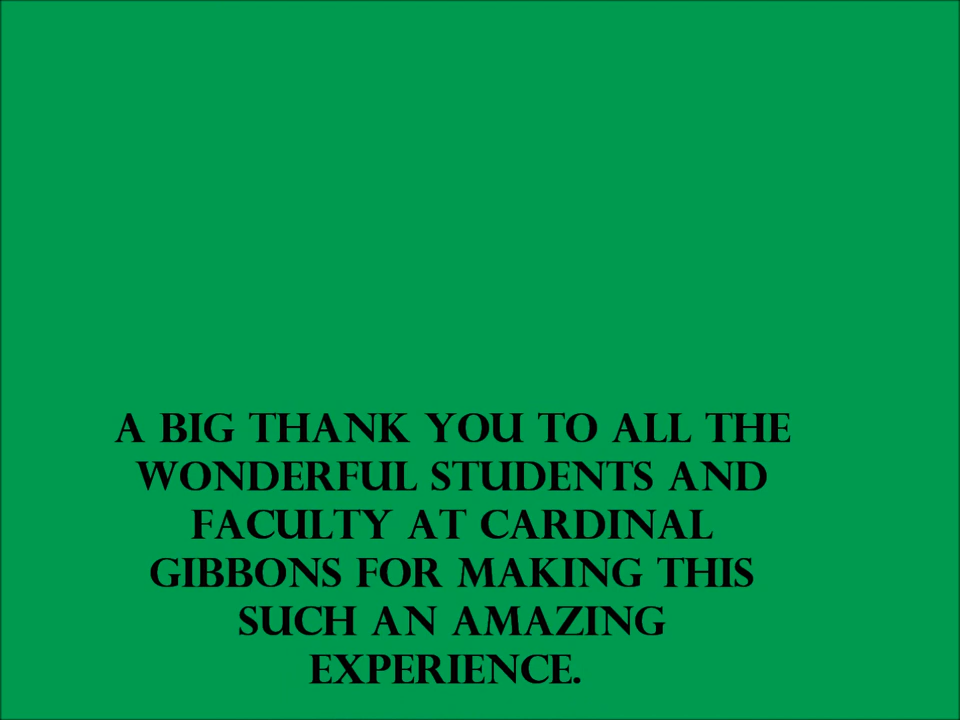 A BIG THANK YOU TO ALL THE
WONDERFUL STUDENTS AND
FACULTY AT CARDINAL
GIBBONS FOR MAKING THIS
SUCH AN AMAZING
EXPERIENCE.